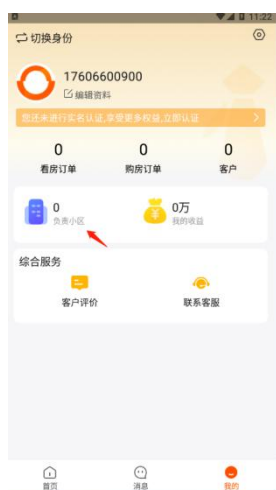 11:22
切换身份
17606600900
编辑资料
您还未进行实名认证,享受更多权益,立即认证
0 0 0
看房订单 购房订单 客户
0 0万
负责小区 我的收益
综合服务
客户评价 联系客服
首页 消息 我的